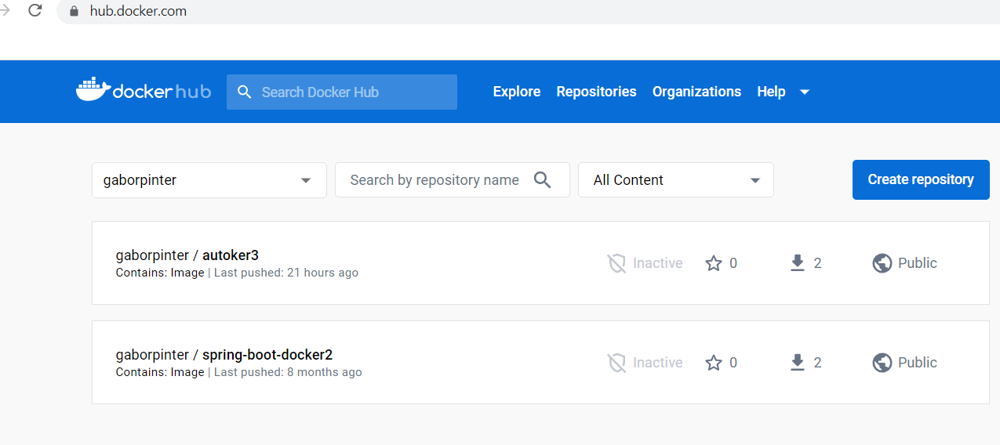 hub.docker.com
docker hub
Search Docker Hub
Explore
Repositories
Organizations
Help
gaborpinter
Search by repository name
All Content
Create repository
gaborpinter / autoker3
Contains: Image | Last pushed: 21 hours ago
Inactive
0
2
Public
gaborpinter / spring-boot-docker2
Contains: Image | Last pushed: 8 months ago
Inactive
0
2
Public